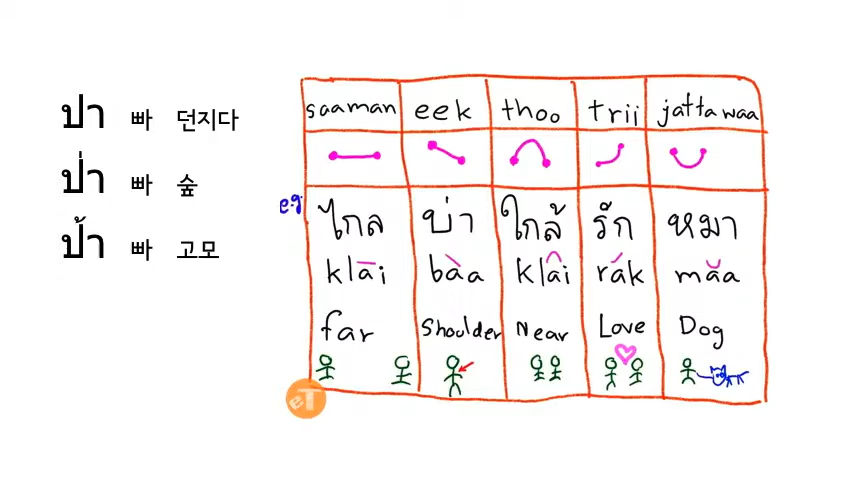 ปา 빠 던지다
ป่า 빠 숲
ป้า 빠 고모
saaman eek thoo trii jattawaa
e.g ไกล บ่า ใกล้ รัก หมา
klāi bàa klâi rák mǎa
far Shoulder Near Love Dog
eT